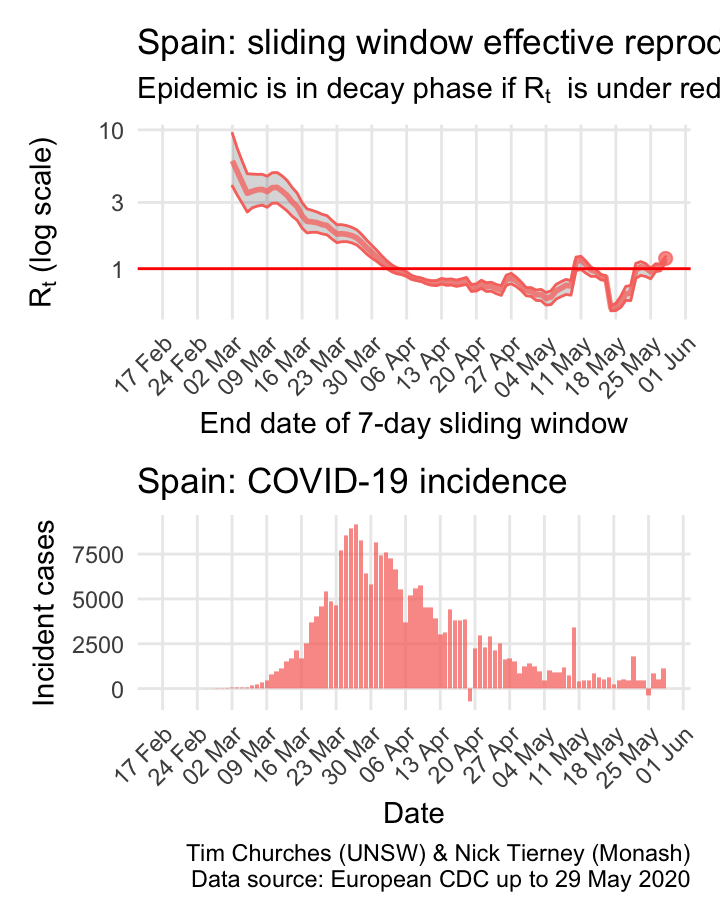 Spain: sliding window effective reprod
Epidemic is in decay phase if Rt is under red
10
3
1
Rt (log scale)
17 Feb
24 Feb
02 Mar
09 Mar
16 Mar
23 Mar
30 Mar
06 Apr
13 Apr
20 Apr
27 Apr
04 May
11 May
18 May
25 May
01 Jun
End date of 7-day sliding window
Spain: COVID-19 incidence
7500
5000
2500
0
Incident cases
17 Feb
24 Feb
02 Mar
09 Mar
16 Mar
23 Mar
30 Mar
06 Apr
13 Apr
20 Apr
27 Apr
04 May
11 May
18 May
25 May
01 Jun
Date
Tim Churches (UNSW) & Nick Tierney (Monash)
Data source: European CDC up to 29 May 2020